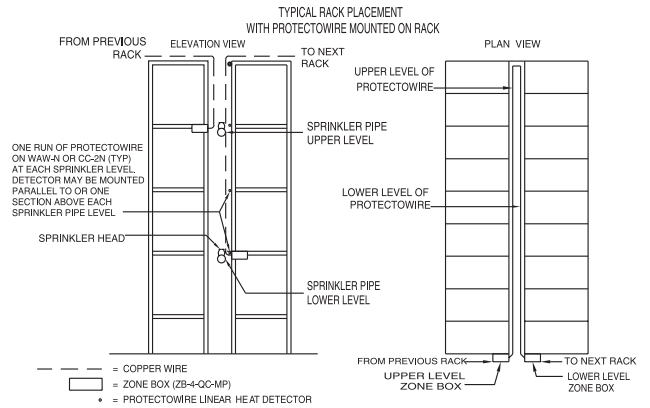 TYPICAL RACK PLACEMENT
WITH PROTECTOWIRE MOUNTED ON RACK
FROM PREVIOUS
RACK
ELEVATION VIEW
TO NEXT
RACK
SPRINKLER PIPE
UPPER LEVEL
ONE RUN OF PROTECTOWIRE
ON WAW-N OR CC-2N (TYP)
AT EACH SPRINKLER LEVEL.
DETECTOR MAY BE MOUNTED
PARALLEL TO OR ONE
SECTION ABOVE EACH
SPRINKLER PIPE LEVEL
SPRINKLER HEAD
SPRINKLER PIPE
LOWER LEVEL
= COPPER WIRE
= ZONE BOX (ZB-4-QC-MP)
= PROTECTOWIRE LINEAR HEAT DETECTOR
PLAN VIEW
UPPER LEVEL OF
PROTECTOWIRE
LOWER LEVEL OF
PROTECTOWIRE
FROM PREVIOUS RACK
TO NEXT RACK
UPPER LEVEL
ZONE BOX
LOWER LEVEL
ZONE BOX